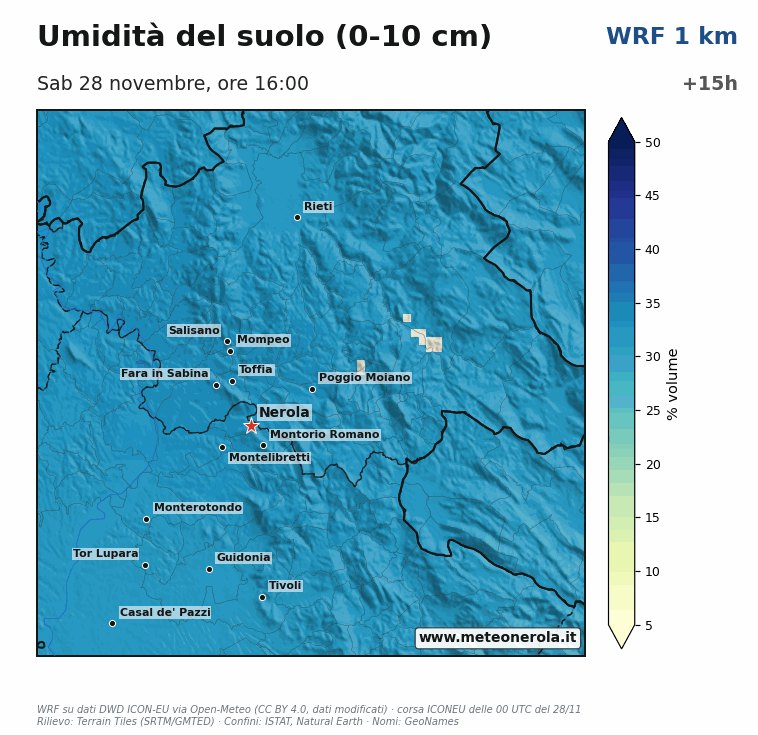 Umidità del suolo (0-10 cm)
WRF 1 km
Sab 28 novembre, ore 16:00
+15h
Rieti
Salisano
Mompeo
Toffia
Fara in Sabina
Poggio Moiano
Nerola
Montorio Romano
Montelibretti
Monterotondo
Tor Lupara
Guidonia
Tivoli
Casal de' Pazzi
www.meteonerola.it
50
45
40
35
30
25
20
15
10
5
% volume
WRF su dati DWD ICON-EU via Open-Meteo (CC BY 4.0, dati modificati) · corsa ICONEU delle 00 UTC del 28/11
Rilievo: Terrain Tiles (SRTM/GMTED) · Confini: ISTAT, Natural Earth · Nomi: GeoNames